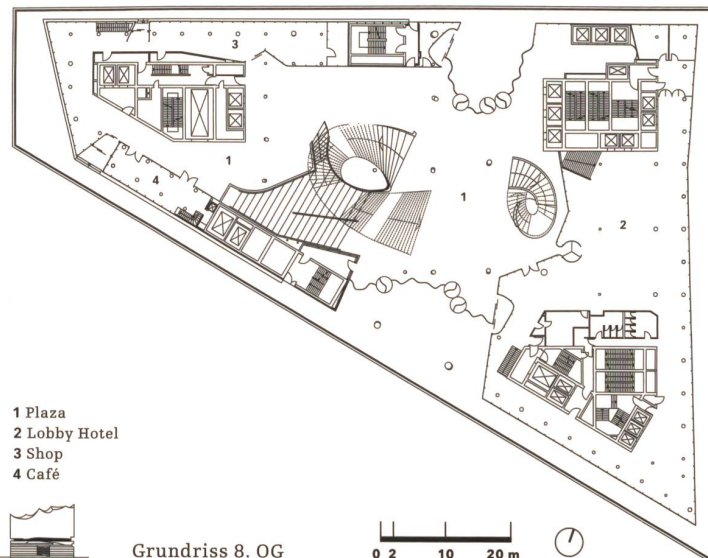 3
1
4
1
2
1 Plaza
2 Lobby Hotel
3 Shop
4 Café
Grundriss 8. OG
0 2 10 20 m